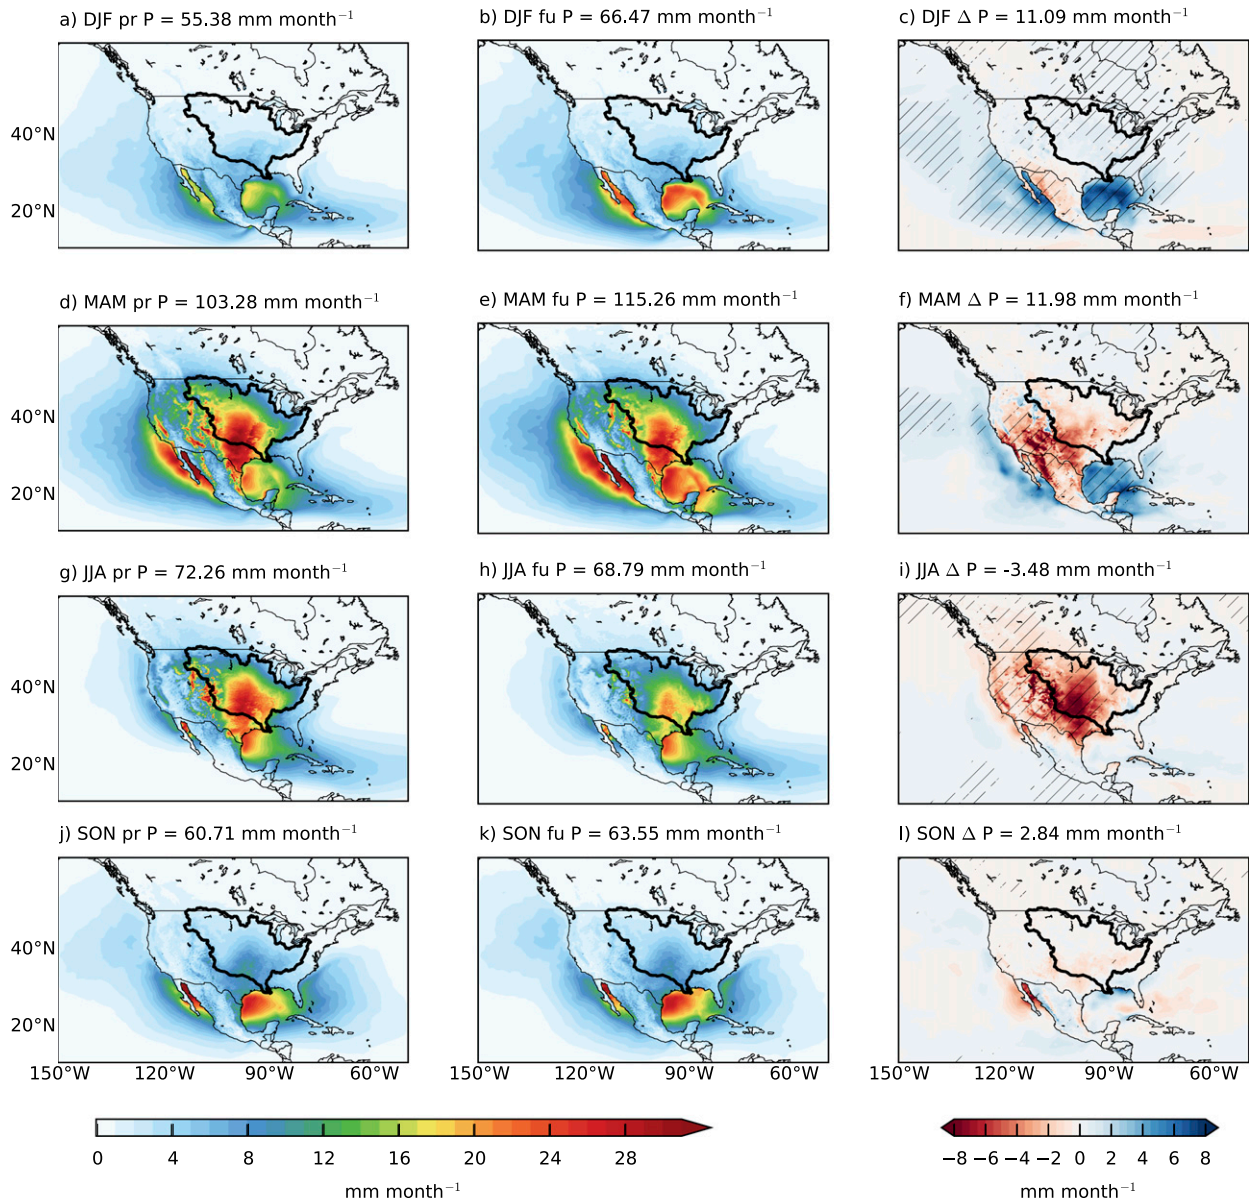 a) DJF pr P = 55.38 mm month⁻¹
b) DJF fu P = 66.47 mm month⁻¹
c) DJF Δ P = 11.09 mm month⁻¹
40°N
20°N
d) MAM pr P = 103.28 mm month⁻¹
e) MAM fu P = 115.26 mm month⁻¹
f) MAM Δ P = 11.98 mm month⁻¹
40°N
20°N
g) JJA pr P = 72.26 mm month⁻¹
h) JJA fu P = 68.79 mm month⁻¹
i) JJA Δ P = -3.48 mm month⁻¹
40°N
20°N
j) SON pr P = 60.71 mm month⁻¹
k) SON fu P = 63.55 mm month⁻¹
l) SON Δ P = 2.84 mm month⁻¹
40°N
20°N
150°W 120°W 90°W 60°W
150°W 120°W 90°W 60°W
150°W 120°W 90°W 60°W
0 4 8 12 16 20 24 28
mm month⁻¹
−8 −6 −4 −2 0 2 4 6 8
mm month⁻¹